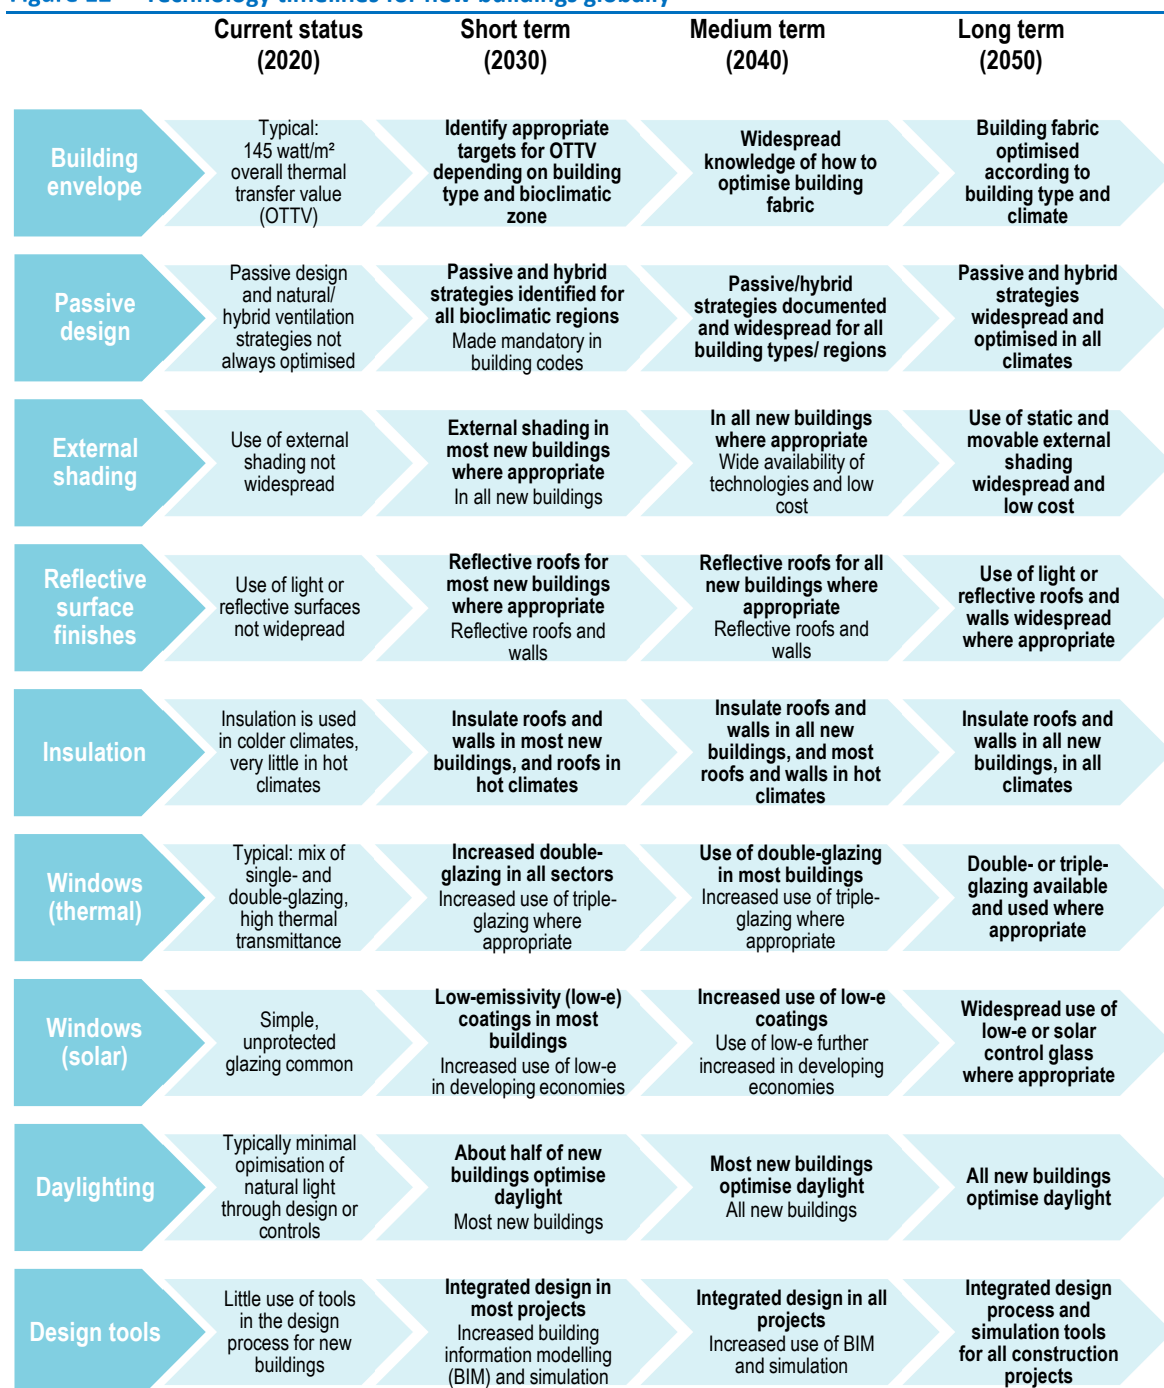 Figure 12 Technology timelines for new buildings globally
Current status
(2020)
Short term
(2030)
Medium term
(2040)
Long term
(2050)
Building
envelope
Typical:
145 watt/m²
overall thermal
transfer value
(OTTV)
Identify appropriate
targets for OTTV
depending on building
type and bioclimatic
zone
Widespread
knowledge of how to
optimise building
fabric
Building fabric
optimised
according to
building type and
climate
Passive
design
Passive design
and natural/
hybrid ventilation
strategies not
always optimised
Passive and hybrid
strategies identified for
all bioclimatic regions
Made mandatory in
building codes
Passive/hybrid
strategies documented
and widespread for all
building types/ regions
Passive and hybrid
strategies
widespread and
optimised in all
climates
External
shading
Use of external
shading not
widespread
External shading in
most new buildings
where appropriate
In all new buildings
In all new buildings
where appropriate
Wide availability of
technologies and low
cost
Use of static and
movable external
shading
widespread and
low cost
Reflective
surface
finishes
Use of light or
reflective surfaces
not widepread
Reflective roofs for
most new buildings
where appropriate
Reflective roofs and
walls
Reflective roofs for all
new buildings where
appropriate
Reflective roofs and
walls
Use of light or
reflective roofs and
walls widespread
where appropriate
Insulation
Insulation is used
in colder climates,
very little in hot
climates
Insulate roofs and
walls in most new
buildings, and roofs in
hot climates
Insulate roofs and
walls in all new
buildings, and most
roofs and walls in hot
climates
Insulate roofs and
walls in all new
buildings, in all
climates
Windows
(thermal)
Typical: mix of
single- and
double-glazing,
high thermal
transmittance
Increased double-
glazing in all sectors
Increased use of triple-
glazing where
appropriate
Use of double-glazing
in most buildings
Increased use of triple-
glazing where
appropriate
Double- or triple-
glazing available
and used where
appropriate
Windows
(solar)
Simple,
unprotected
glazing common
Low-emissivity (low-e)
coatings in most
buildings
Increased use of low-e
in developing economies
Increased use of low-e
coatings
Use of low-e further
increased in developing
economies
Widespread use of
low-e or solar
control glass
where appropriate
Daylighting
Typically minimal
opimisation of
natural light
through design or
controls
About half of new
buildings optimise
daylight
Most new buildings
Most new buildings
optimise daylight
All new buildings
All new buildings
optimise daylight
Design tools
Little use of tools
in the design
process for new
buildings
Integrated design in
most projects
Increased building
information modelling
(BIM) and simulation
Integrated design in all
projects
Increased use of BIM
and simulation
Integrated design
process and
simulation tools
for all construction
projects